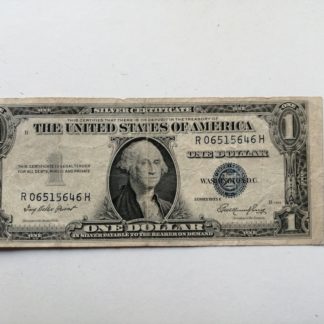 SILVER CERTIFICATE
THIS CERTIFIES THAT THERE IS ON DEPOSIT IN THE TREASURY OF
THE UNITED STATES OF AMERICA
R 06515646 H
ONE DOLLAR
THIS CERTIFICATE IS LEGAL TENDER
FOR ALL DEBTS, PUBLIC AND PRIVATE
WASHINGTON, D.C.
R 06515646 H
1
1
ONE DOLLAR
IN SILVER PAYABLE TO THE BEARER ON DEMAND